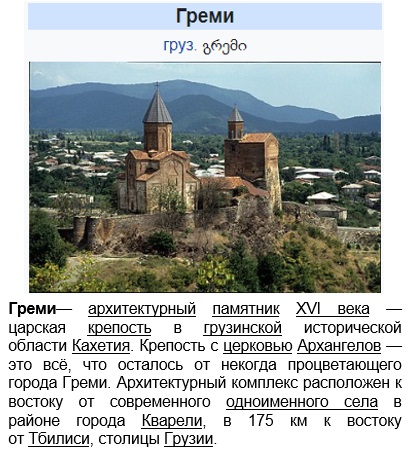 Греми
груз. გრემი
Греми— архитектурный памятник XVI века —
царская крепость в грузинской исторической
области Кахетия. Крепость с церковью Архангелов —
это всё, что осталось от некогда процветающего
города Греми. Архитектурный комплекс расположен к
востоку от современного одноименного села в
районе города Кварели, в 175 км к востоку
от Тбилиси, столицы Грузии.